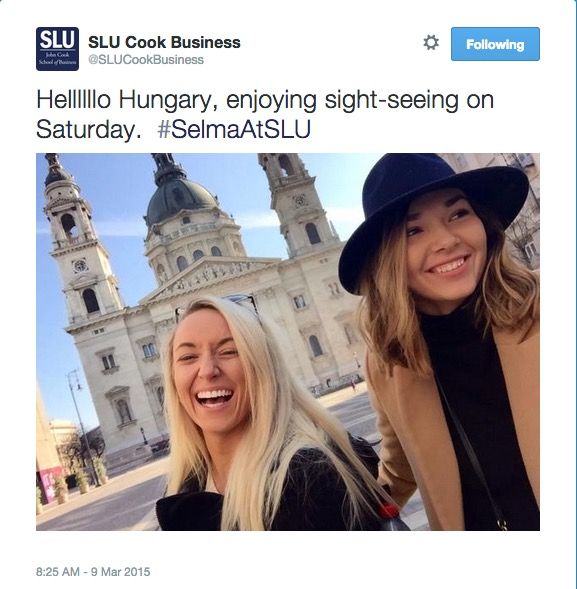 SLU
John Cook
School of Business
SLU Cook Business
@SLUCookBusiness
Following
Hellllllo Hungary, enjoying sight-seeing on
Saturday. #SelmaAtSLU
8:25 AM - 9 Mar 2015